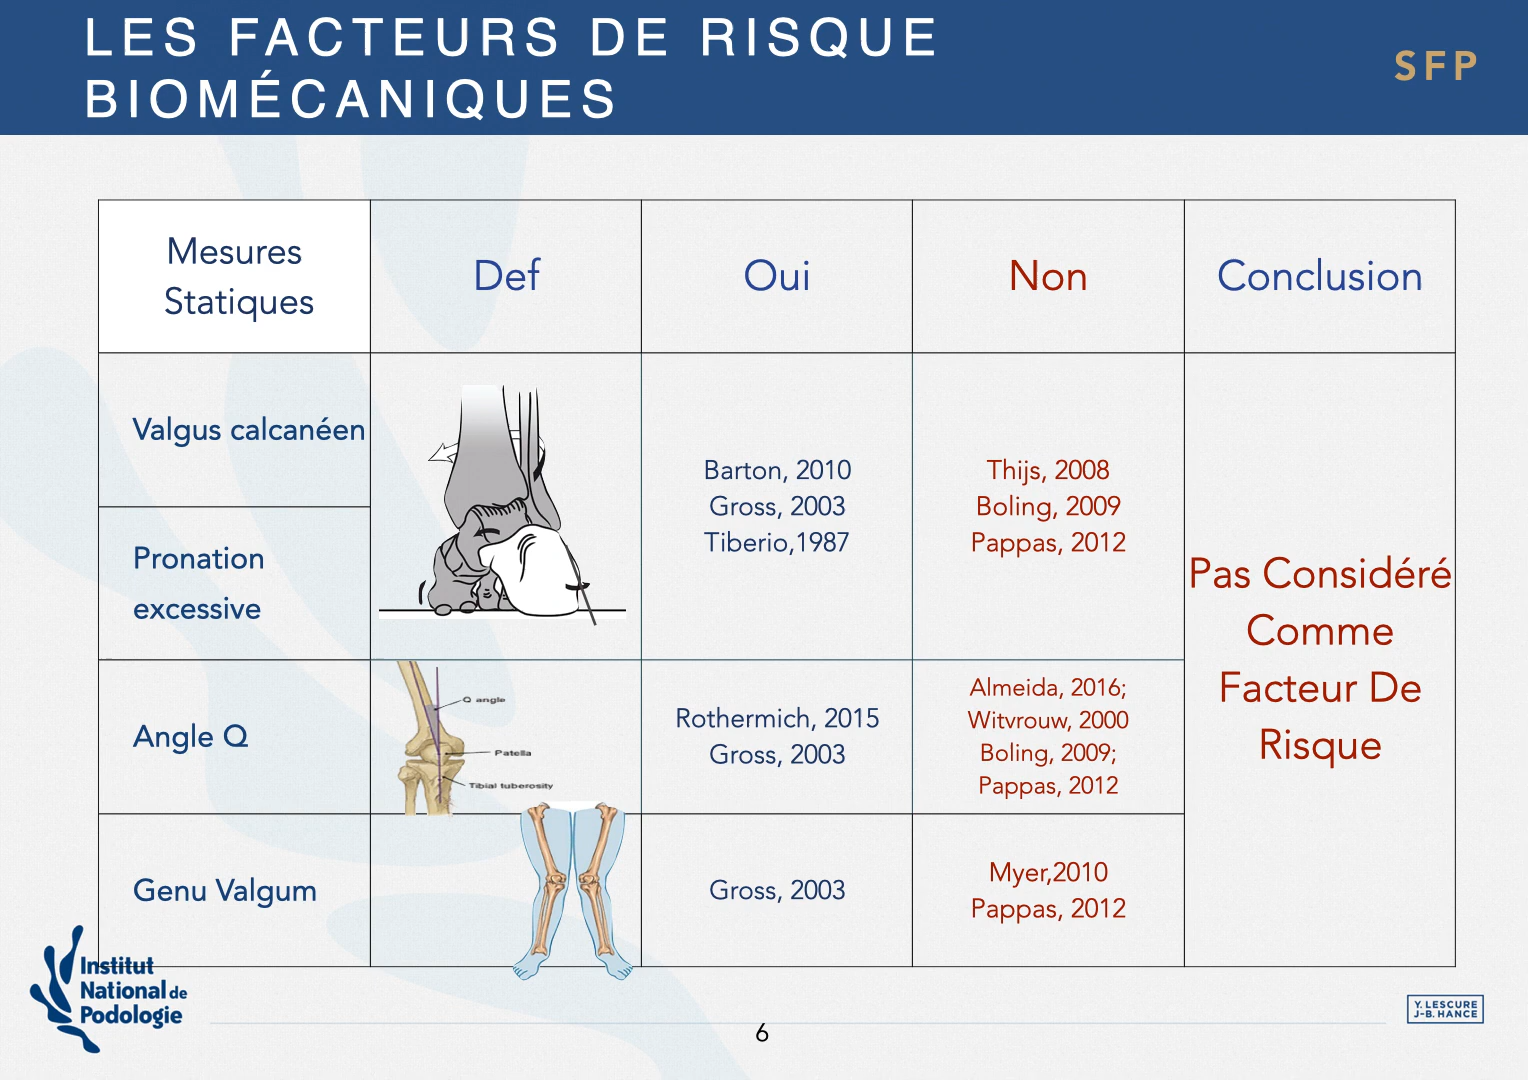 LES FACTEURS DE RISQUE
BIOMÉCANIQUES
SFP
Mesures
Statiques
Def
Oui
Non
Conclusion
Valgus calcanéen
Pronation
excessive
Barton, 2010
Gross, 2003
Tiberio,1987
Thijs, 2008
Boling, 2009
Pappas, 2012
Pas Considéré
Comme
Facteur De
Risque
Angle Q
Q angle
Patella
Tibial tuberosity
Rothermich, 2015
Gross, 2003
Almeida, 2016;
Witvrouw, 2000
Boling, 2009;
Pappas, 2012
Genu Valgum
Gross, 2003
Myer,2010
Pappas, 2012
Institut
National de
Podologie
6
Y. LESCURE
J-B. HANCE